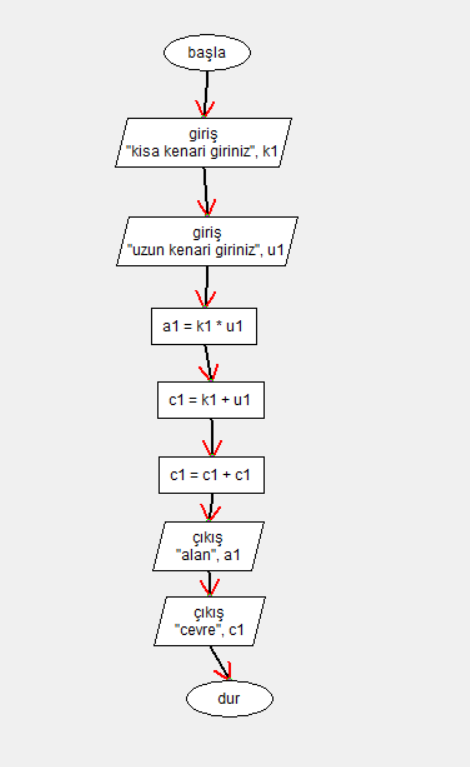 başla
giriş
"kisa kenari giriniz", k1
giriş
"uzun kenari giriniz", u1
a1 = k1 * u1
c1 = k1 + u1
c1 = c1 + c1
çıkış
"alan", a1
çıkış
"cevre", c1
dur